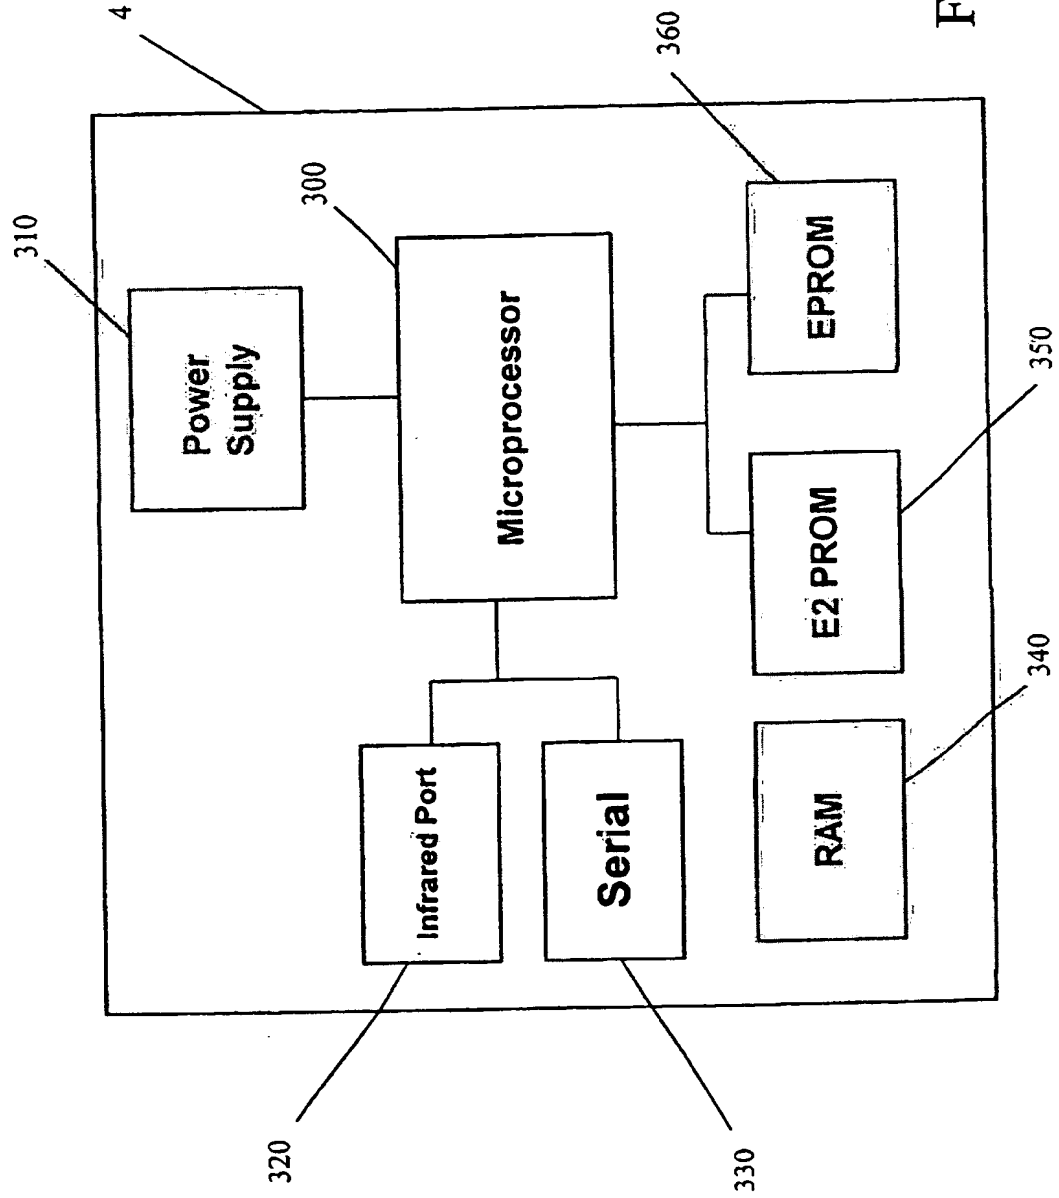 310
4
Power
Supply
320
300
Infrared Port
Microprocessor
Serial
360
330
RAM
E2 PROM
EPROM
F
340
350